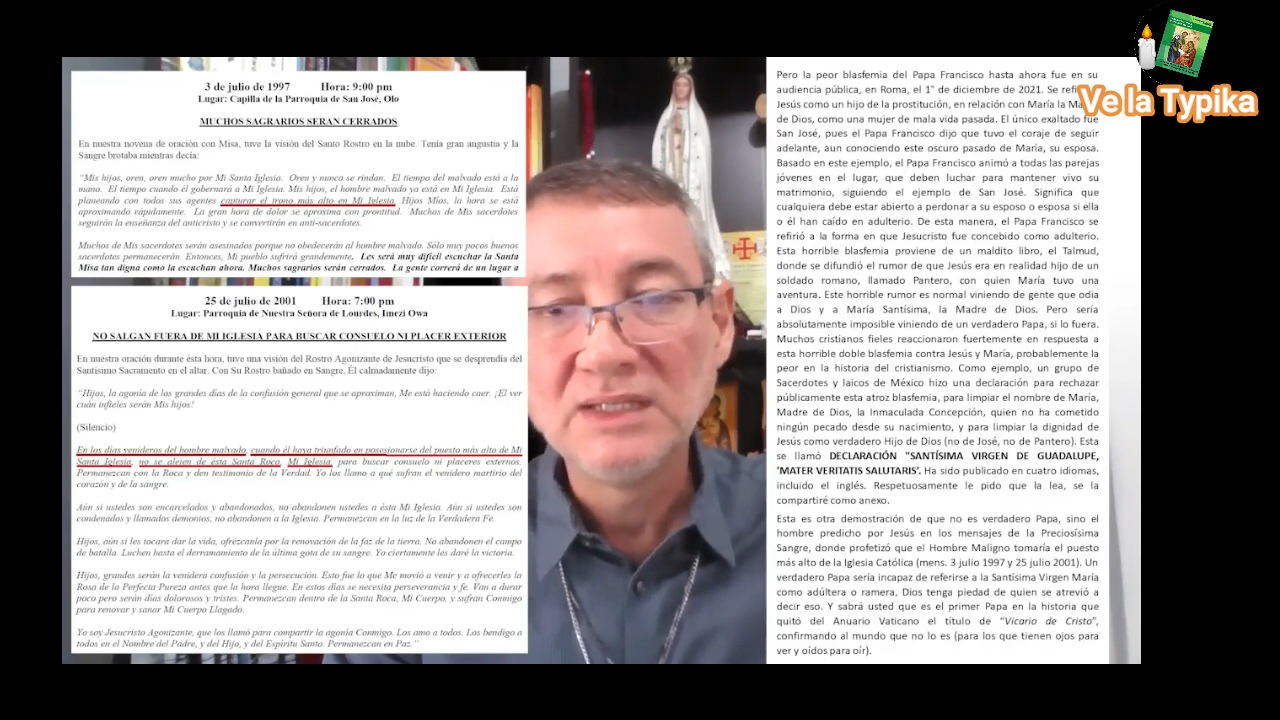 3 de julio de 1997 Hora: 9:00 pm
Lugar: Capilla de la Parroquia de San José, Olo
MUCHOS SAGRARIOS SERAN CERRADOS
En nuestra novena de oración con Misa, tuve la visión del Santo Rostro en la nube. Tenía gran angustia y la
Sangre brotaba mientras decía:
"Mis hijos, oren, oren mucho por Mi Santa Iglesia. Oren y nunca se rindan. El tiempo del malvado está a la
mano. El tiempo cuando él gobernará a Mi Iglesia. Mis hijos, el hombre malvado ya está en Mi Iglesia. Está
planeando con todos sus agentes capturar el trono más alto en Mi Iglesia. Hijos Míos, la hora se está
aproximando rápidamente. La gran hora de dolor se aproxima con prontitud. Muchos de Mis sacerdotes
seguirán la enseñanza del anticristo y se convertirán en anti-sacerdotes.
Muchos de Mis sacerdotes serán asesinados porque no obedecerán al hombre malvado. Sólo muy pocos buenos
sacerdotes permanecerán. Entonces, Mi pueblo sufrirá grandemente. Les será muy difícil escuchar la Santa
Misa tan digna como la escuchan ahora. Muchos sagrarios serán cerrados. La gente correrá de un lugar a
25 de julio de 2001 Hora: 7:00 pm
Lugar: Parroquia de Nuestra Señora de Lourdes, Imezi Owa
NO SALGAN FUERA DE MI IGLESIA PARA BUSCAR CONSUELO NI PLACER EXTERIOR
En nuestra oración durante ésta hora, tuve una visión del Rostro Agonizante de Jesucristo que se desprendía del
Santísimo Sacramento en el altar. Con Su Rostro bañado en Sangre, Él calmadamente dijo:
"Hijos, la agonía de los grandes días de la confusión general que se aproximan, Me está haciendo caer. ¡El ver
cuán infieles serán Mis hijos!
(Silencio)
En los días venideros del hombre malvado, cuando él haya triunfado en posesionarse del puesto más alto de Mi
Santa Iglesia, no se alejen de esta Santa Roca, Mi Iglesia, para buscar consuelo ni placeres externos.
Permanezcan con la Roca y den testimonio de la Verdad. Yo los llamo a qué sufran el venidero martirio del
corazón y de la sangre.
Aún si ustedes son encarcelados y abandonados, no abandonen ustedes a ésta Mi Iglesia. Aún si ustedes son
condenados y llamados demonios, no abandonen a la Iglesia. Permanezcan en la luz de la Verdadera Fe.
Hijos, aún si les tocara dar la vida, ofrézcanla por la renovación de la faz de la tierra. No abandonen el campo
de batalla. Luchen hasta el derramamiento de la última gota de su sangre. Yo ciertamente les daré la victoria.
Hijos, grandes serán la venidera confusión y la persecución. Esto fue lo que Me movió a venir y a ofrecerles la
Rosa de la Perfecta Pureza antes que la hora llegue. En estos días se necesita perseverancia y fe. Van a durar
poco pero serán días dolorosos y tristes. Permanezcan dentro de la Santa Roca, Mi Cuerpo, y sufran Conmigo
para renovar y sanar Mi Cuerpo Llagado.
Yo soy Jesucristo Agonizante, que los llamó para compartir la agonía Conmigo. Los amo a todos. Los bendigo a
todos en el Nombre del Padre, y del Hijo, y del Espíritu Santo. Permanezcan en Paz."
Pero la peor blasfemia del Papa Francisco hasta ahora fue en su
audiencia pública, en Roma, el 1° de diciembre de 2021. Se refi
Jesús como un hijo de la prostitución, en relación con María la Ma
de Dios, como una mujer de mala vida pasada. El único exaltado fue
San José, pues el Papa Francisco dijo que tuvo el coraje de seguir
adelante, aun conociendo este oscuro pasado de María, su esposa.
Basado en este ejemplo, el Papa Francisco animó a todas las parejas
jóvenes en el lugar, que deben luchar para mantener vivo su
matrimonio, siguiendo el ejemplo de San José. Significa que
cualquiera debe estar abierto a perdonar a su esposo o esposa si ella
o él han caído en adulterio. De esta manera, el Papa Francisco se
refirió a la forma en que Jesucristo fue concebido como adulterio.
Esta horrible blasfemia proviene de un maldito libro, el Talmud,
donde se difundió el rumor de que Jesús era en realidad hijo de un
soldado romano, llamado Pantero, con quien María tuvo una
aventura. Este horrible rumor es normal viniendo de gente que odia
a Dios y a María Santísima, la Madre de Dios. Pero sería
absolutamente imposible viniendo de un verdadero Papa, si lo fuera.
Muchos cristianos fieles reaccionaron fuertemente en respuesta a
esta horrible doble blasfemia contra Jesús y María, probablemente la
peor en la historia del cristianismo. Como ejemplo, un grupo de
Sacerdotes y laicos de México hizo una declaración para rechazar
públicamente esta atroz blasfemia, para limpiar el nombre de María,
Madre de Dios, la Inmaculada Concepción, quien no ha cometido
ningún pecado desde su nacimiento, y para limpiar la dignidad de
Jesús como verdadero Hijo de Dios (no de José, no de Pantero). Esta
se llamó DECLARACIÓN "SANTÍSIMA VIRGEN DE GUADALUPE,
'MATER VERITATIS SALUTARIS'. Ha sido publicado en cuatro idiomas,
incluido el inglés. Respetuosamente le pido que la lea, se la
compartiré como anexo.
Esta es otra demostración de que no es verdadero Papa, sino el
hombre predicho por Jesús en los mensajes de la Preciosísima
Sangre, donde profetizó que el Hombre Maligno tomaría el puesto
más alto de la Iglesia Católica (mens. 3 julio 1997 y 25 julio 2001). Un
verdadero Papa sería incapaz de referirse a la Santísima Virgen María
como adúltera o ramera, Dios tenga piedad de quien se atrevió a
decir eso. Y sabrá usted que es el primer Papa en la historia que
quitó del Anuario Vaticano el título de "Vicario de Cristo",
confirmando al mundo que no lo es (para los que tienen ojos para
ver y oídos para oír).
Ve la Typika